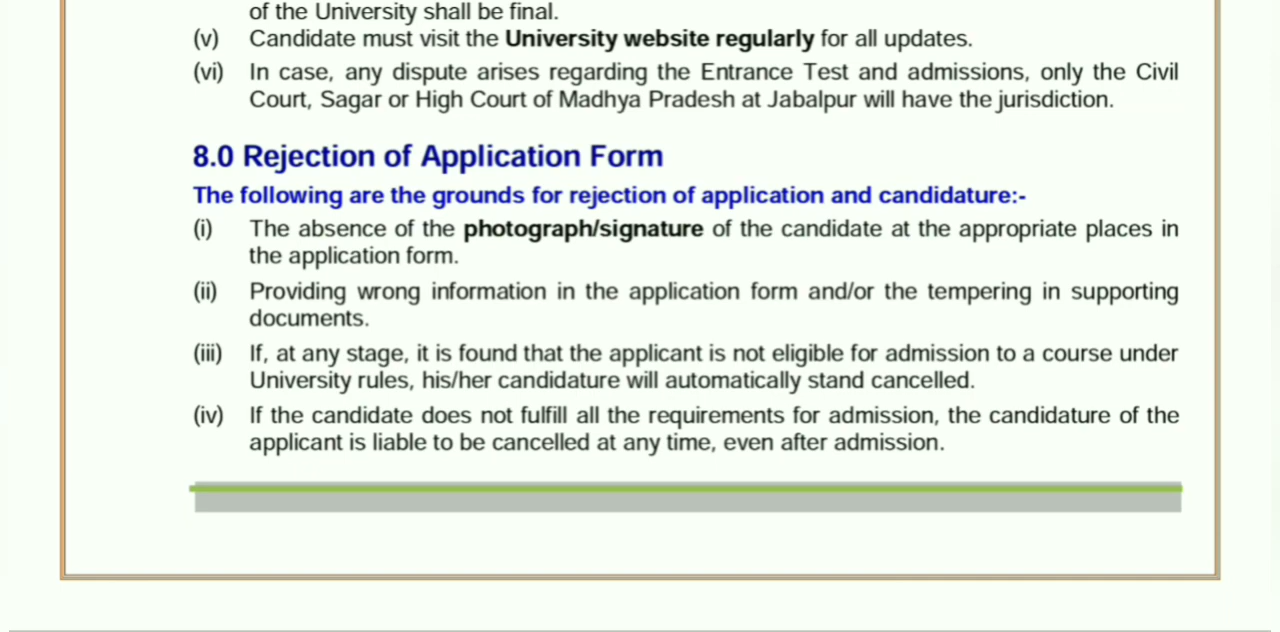 of the University shall be final.
(v) Candidate must visit the University website regularly for all updates.
(vi) In case, any dispute arises regarding the Entrance Test and admissions, only the Civil
Court, Sagar or High Court of Madhya Pradesh at Jabalpur will have the jurisdiction.
8.0 Rejection of Application Form
The following are the grounds for rejection of application and candidature:-
(i) The absence of the photograph/signature of the candidate at the appropriate places in
the application form.
(ii) Providing wrong information in the application form and/or the tempering in supporting
documents.
(iii) If, at any stage, it is found that the applicant is not eligible for admission to a course under
University rules, his/her candidature will automatically stand cancelled.
(iv) If the candidate does not fulfill all the requirements for admission, the candidature of the
applicant is liable to be cancelled at any time, even after admission.